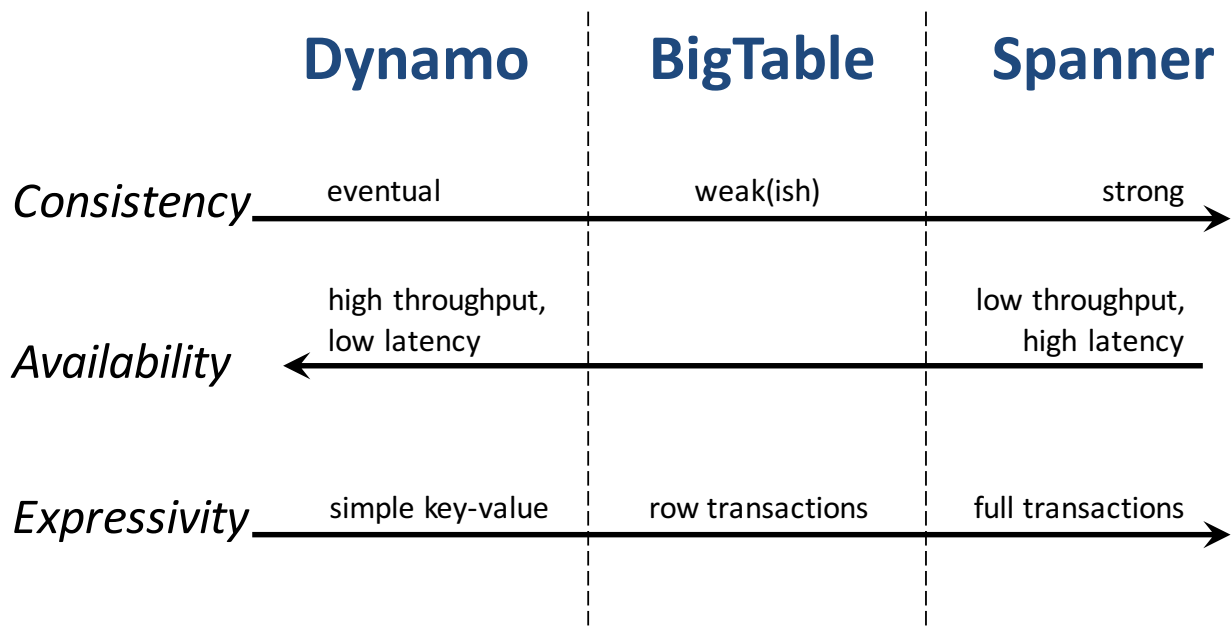 Dynamo BigTable Spanner
Consistency eventual weak(ish) strong
high throughput, low throughput,
low latency high latency
Availability
Expressivity simple key-value row transactions full transactions